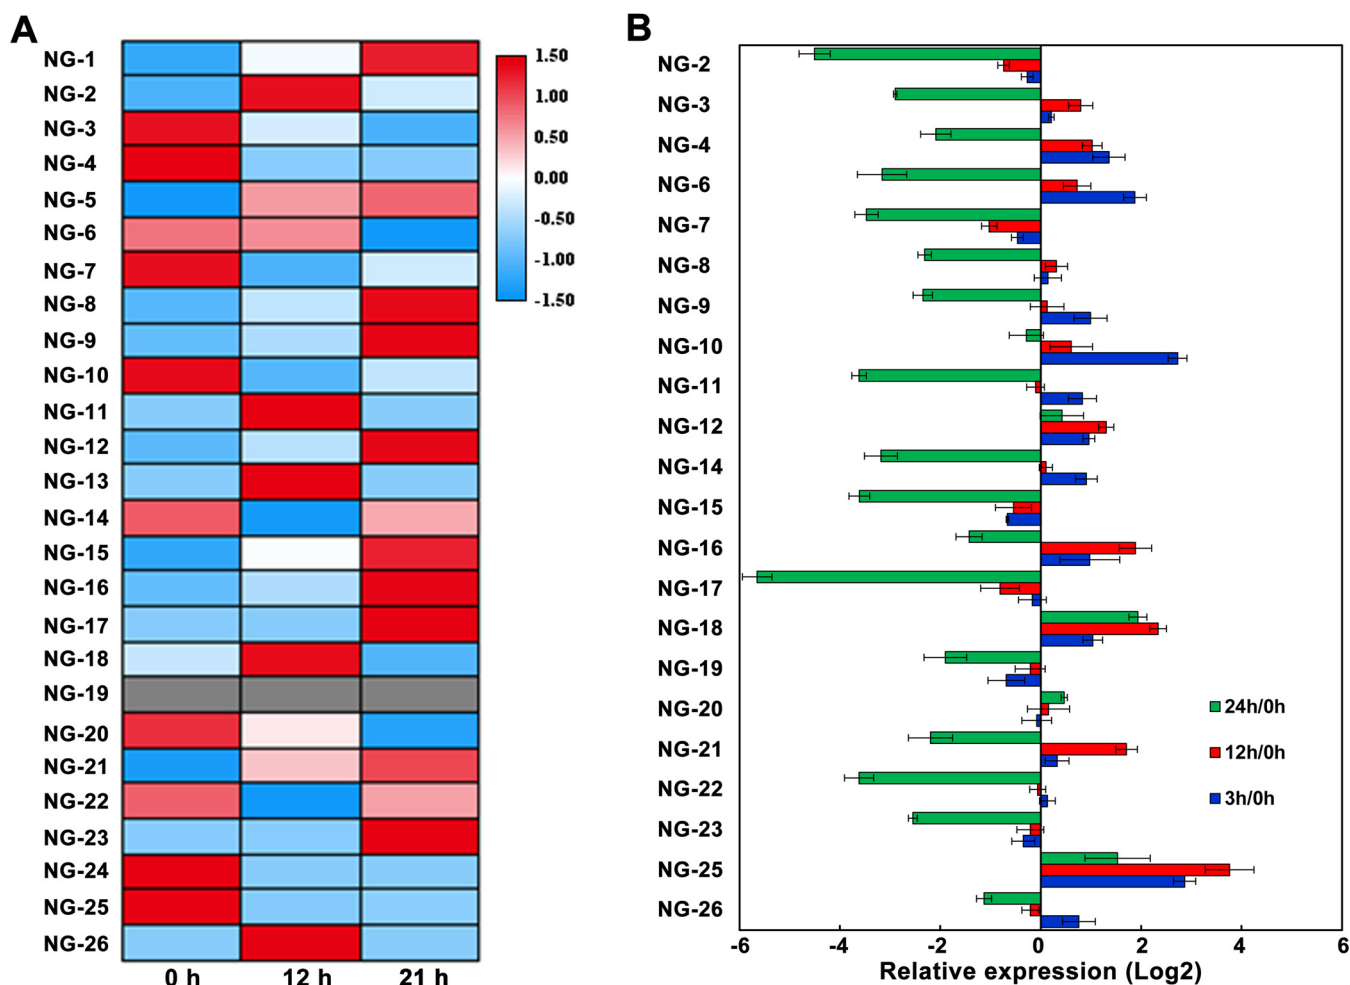 A
NG-1
NG-2
NG-3
NG-4
NG-5
NG-6
NG-7
NG-8
NG-9
NG-10
NG-11
NG-12
NG-13
NG-14
NG-15
NG-16
NG-17
NG-18
NG-19
NG-20
NG-21
NG-22
NG-23
NG-24
NG-25
NG-26
0 h 12 h 21 h
1.50
1.00
0.50
0.00
-0.50
-1.00
-1.50
B
NG-2
NG-3
NG-4
NG-6
NG-7
NG-8
NG-9
NG-10
NG-11
NG-12
NG-14
NG-15
NG-16
NG-17
NG-18
NG-19
NG-20
NG-21
NG-22
NG-23
NG-25
NG-26
24h/0h
12h/0h
3h/0h
-6 -4 -2 0 2 4 6
Relative expression (Log2)